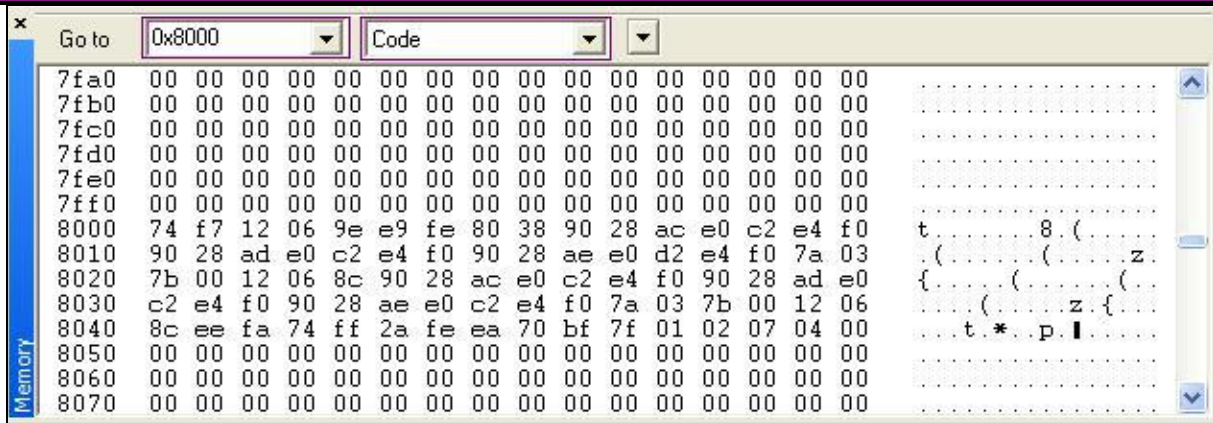 ×
Go to 0x8000 Code
7fa0 00 00 00 00 00 00 00 00 00 00 00 00 00 00 00 00 ................
7fb0 00 00 00 00 00 00 00 00 00 00 00 00 00 00 00 00 ................
7fc0 00 00 00 00 00 00 00 00 00 00 00 00 00 00 00 00 ................
7fd0 00 00 00 00 00 00 00 00 00 00 00 00 00 00 00 00 ................
7fe0 00 00 00 00 00 00 00 00 00 00 00 00 00 00 00 00 ................
7ff0 00 00 00 00 00 00 00 00 00 00 00 00 00 00 00 00 ................
8000 74 f7 12 06 9e e9 fe 80 38 90 28 ac e0 c2 e4 f0 t.......8.(.....
8010 90 28 ad e0 c2 e4 f0 90 28 ae e0 d2 e4 f0 7a 03 .(......(.....z.
8020 7b 00 12 06 8c 90 28 ac e0 c2 e4 f0 90 28 ad e0 {.....(......(..
8030 c2 e4 f0 90 28 ae e0 c2 e4 f0 7a 03 7b 00 12 06 ....(.....z.{...
8040 8c ee fa 74 ff 2a fe ea 70 bf 7f 01 02 07 04 00 ...t.*..p.▌.....
8050 00 00 00 00 00 00 00 00 00 00 00 00 00 00 00 00 ................
8060 00 00 00 00 00 00 00 00 00 00 00 00 00 00 00 00 ................
8070 00 00 00 00 00 00 00 00 00 00 00 00 00 00 00 00 ................
Memory